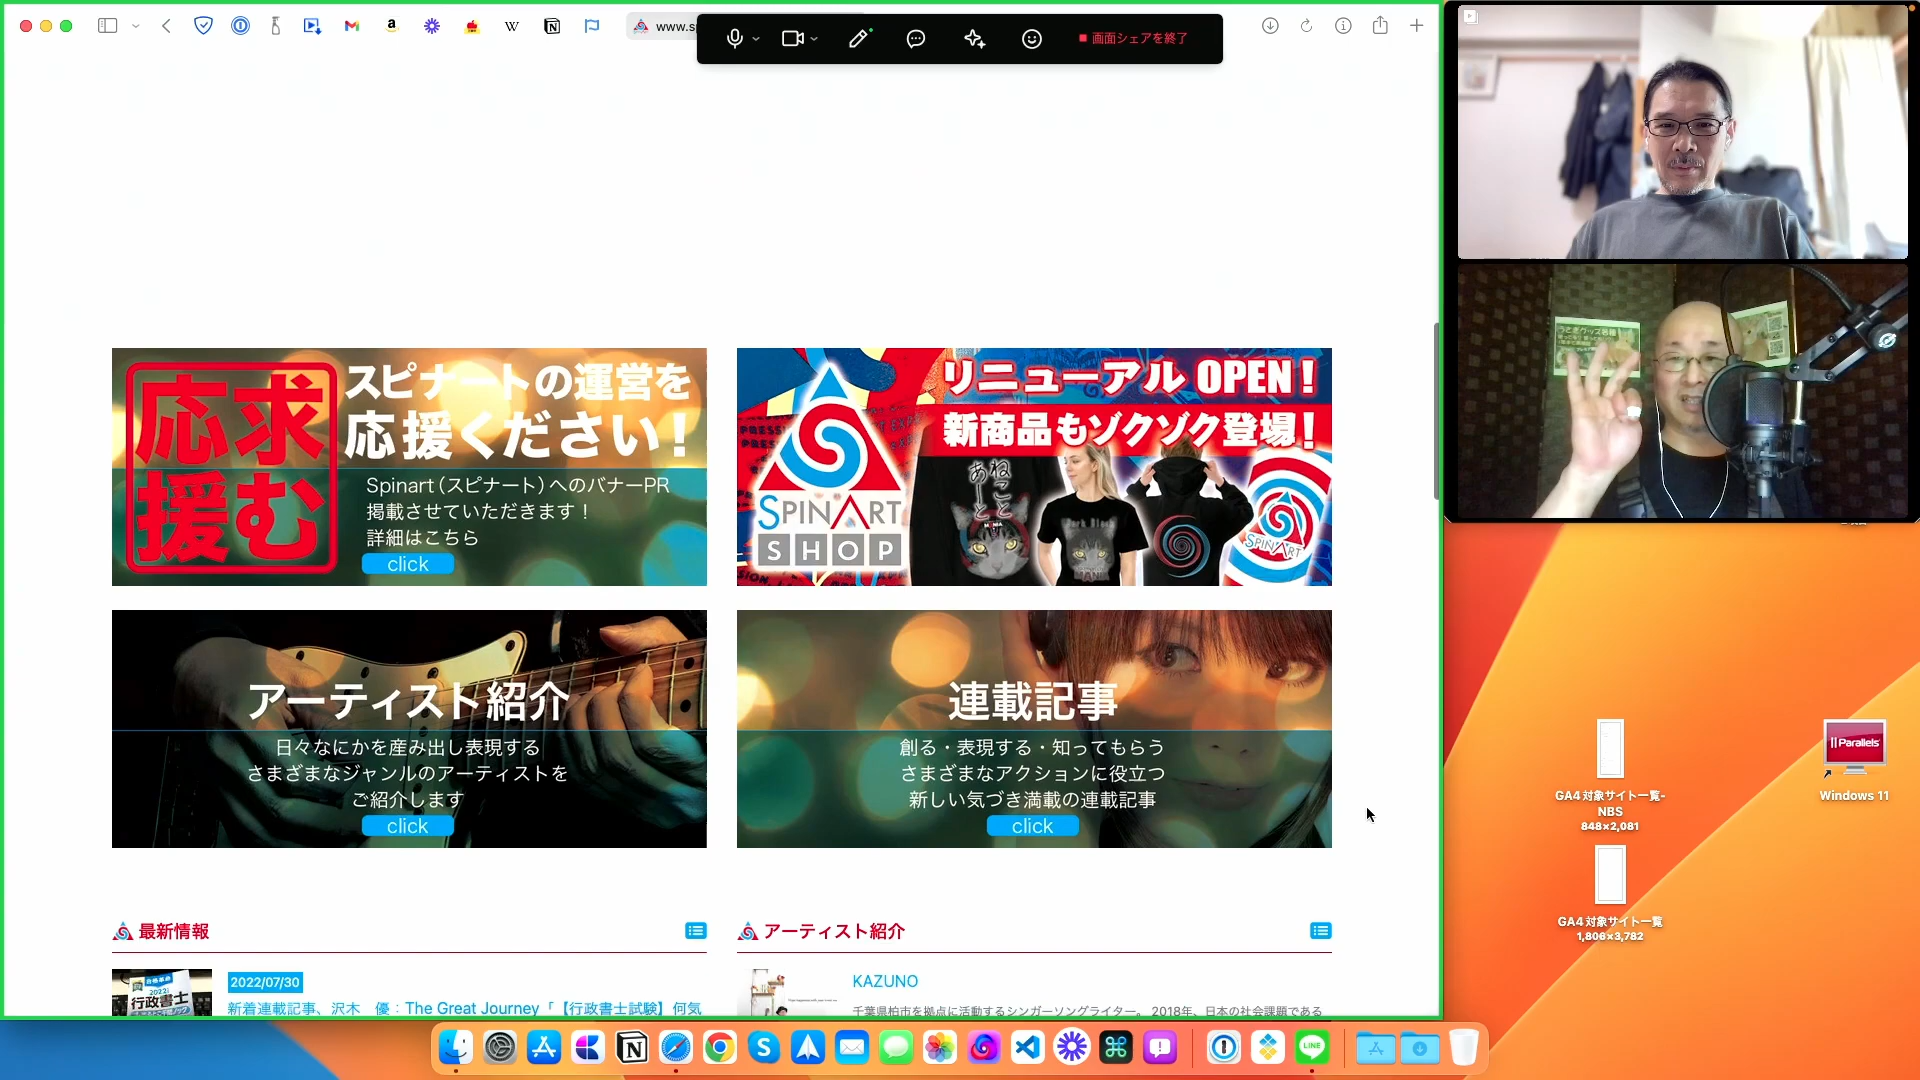 www.s
画面シェアを終了
応求
援む
スピナートの運営を
応援ください！
Spinart（スピナート）へのバナーPR
掲載させていただきます！
詳細はこちら
click
リニューアル OPEN！
新商品もゾクゾク登場！
SPINART
SHOP
ねこと
あーと
SPINART
アーティスト紹介
日々なにかを産み出し表現する
さまざまなジャンルのアーティストを
ご紹介します
click
連載記事
創る・表現する・知ってもらう
さまざまなアクションに役立つ
新しい気づき満載の連載記事
click
最新情報
2022/07/30
新着連載記事、沢木　優：The Great Journey「【行政書士試験】何気
行政書士
アーティスト紹介
KAZUNO
千葉県柏市を拠点に活動するシンガーソングライター。 2018年、日本の社会課題である
GA4対象サイト一覧-
NBS
848×2,081
GA4対象サイト一覧
1,806×3,782
Parallels
Windows 11
LINE